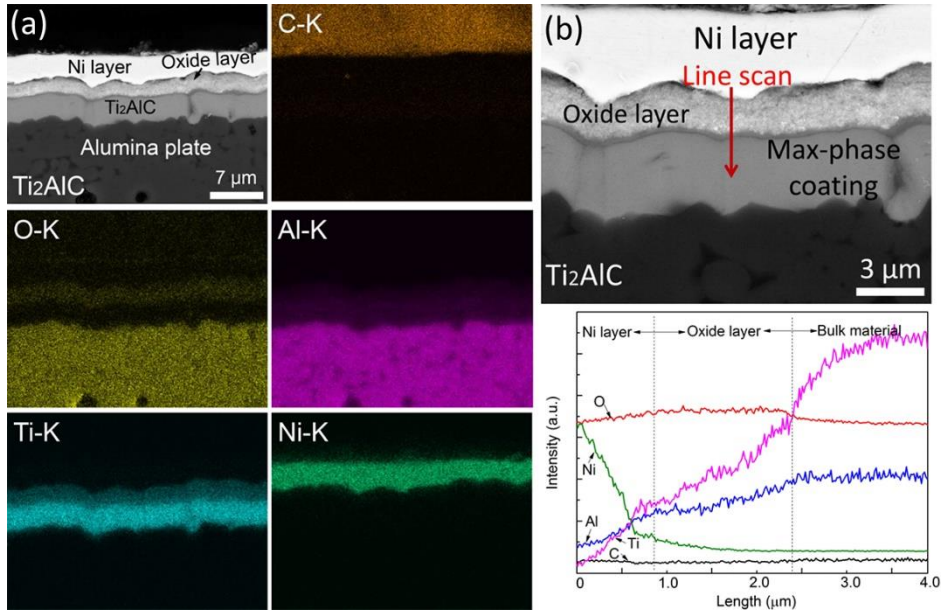 (a)
Ni layer
Oxide layer
Ti₂AlC
Alumina plate
Ti₂AlC
7 μm
C-K
O-K
Al-K
Ti-K
Ni-K
(b)
Ni layer
Line scan
Oxide layer
Max-phase
coating
Ti₂AlC
3 μm
Ni layer
Oxide layer
Bulk material
O
Ni
Al
Ti
C
Intensity (a.u.)
0 1.0 2.0 3.0 4.0
Length (μm)